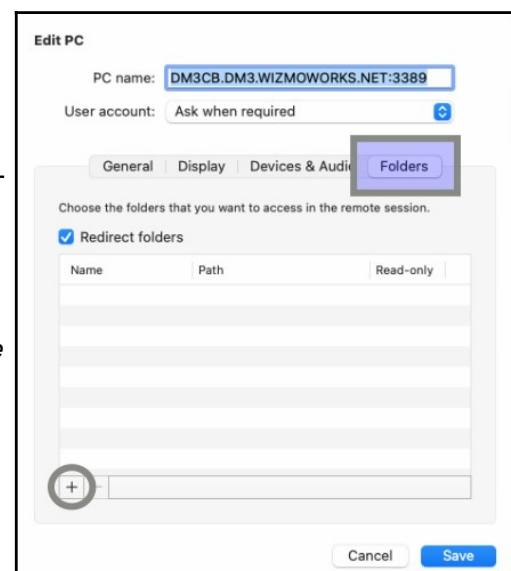 Edit PC
PC name: DM3CB.DM3.WIZMOWORKS.NET:3389
User account: Ask when required
General Display Devices & Audio Folders
Choose the folders that you want to access in the remote session.
Redirect folders
Name Path Read-only
e
+ -
Cancel Save